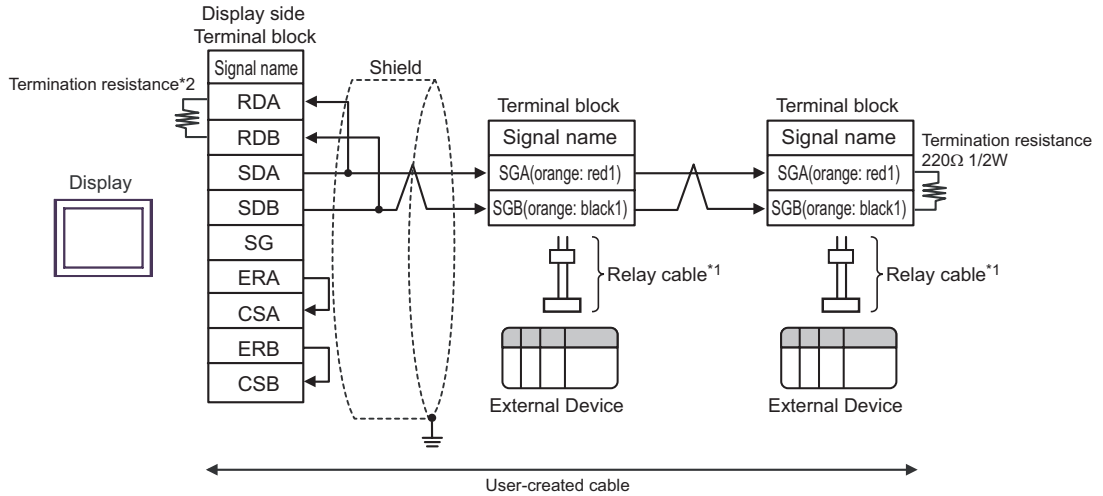 Display side
Terminal block
Termination resistance*2
Signal name
RDA
RDB
SDA
SDB
SG
ERA
CSA
ERB
CSB
Display
Shield
Terminal block
Signal name
SGA(orange: red1)
SGB(orange: black1)
Relay cable*1
External Device
Terminal block
Signal name
SGA(orange: red1)
SGB(orange: black1)
Termination resistance
220Ω 1/2W
Relay cable*1
External Device
User-created cable